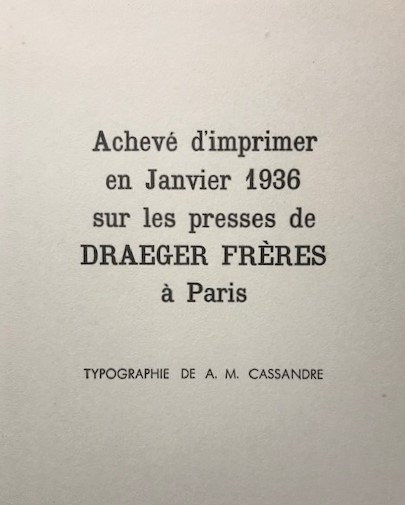 Achevé d'imprimer
en Janvier 1936
sur les presses de
DRAEGER FRÈRES
à Paris
TYPOGRAPHIE DE A. M. CASSANDRE